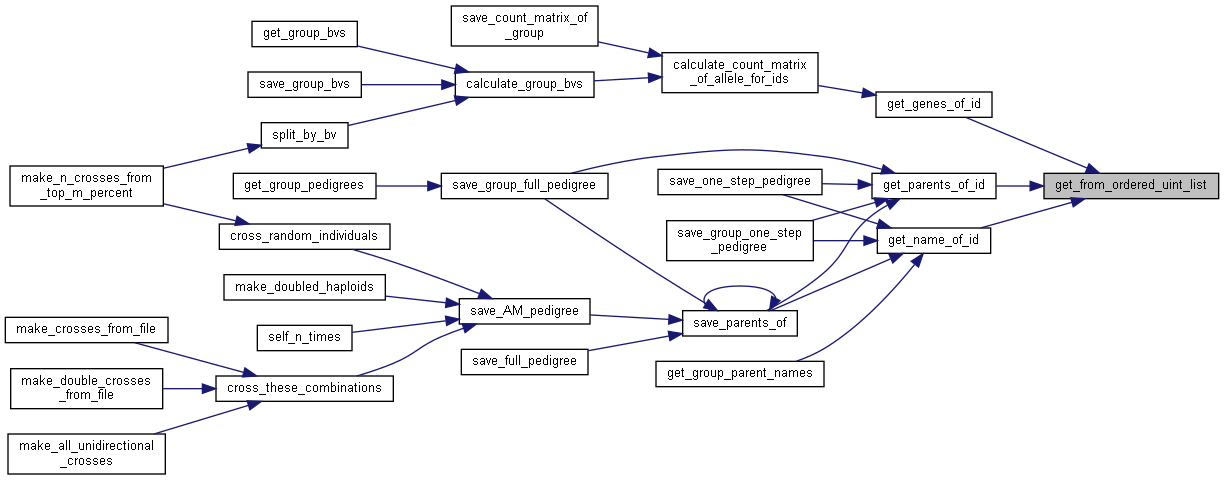 save_count_matrix_of
_group
get_group_bvs
calculate_count_matrix
_of_allele_for_ids
save_group_bvs
calculate_group_bvs
get_genes_of_id
split_by_bv
make_n_crosses_from
_top_m_percent
get_group_pedigrees
save_group_full_pedigree
save_one_step_pedigree
get_parents_of_id
get_from_ordered_uint_list
cross_random_individuals
save_group_one_step
_pedigree
get_name_of_id
make_doubled_haploids
save_AM_pedigree
save_parents_of
make_crosses_from_file
self_n_times
save_full_pedigree
get_group_parent_names
make_double_crosses
_from_file
cross_these_combinations
make_all_unidirectional
_crosses